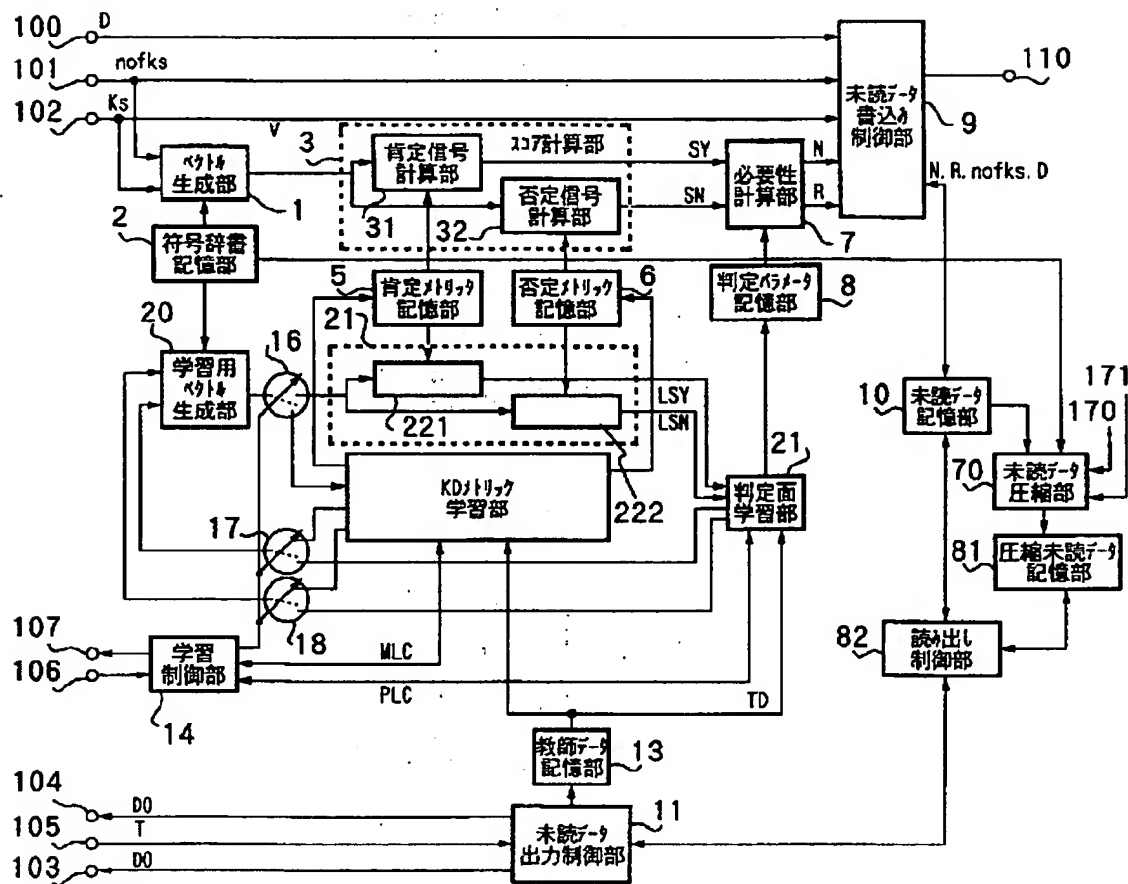 100 D
101 nofks
102 Ks
V
110
未読データ
書込み
制御部
9
3
スコア計算部
肯定信号
計算部
31
否定信号
計算部
32
SY
SN
必要性
計算部
7
N
R
N.R.nofks.D
ベクトル
生成部
1
2
符号辞書
記憶部
5
肯定メトリック
記憶部
否定メトリック
記憶部
6
判定パラメータ
記憶部
8
20
学習用
ベクトル
生成部
16
21
221
222
LSY
LSN
KDメトリック
学習部
21
判定面
学習部
10
未読データ
記憶部
171
170
70
未読データ
圧縮部
81
圧縮未読データ
記憶部
17
18
82
読み出し
制御部
107
106
学習
制御部
14
MLC
PLC
TD
教師データ
記憶部
13
104 DO
105 T
103 DO
未読データ
出力制御部
11